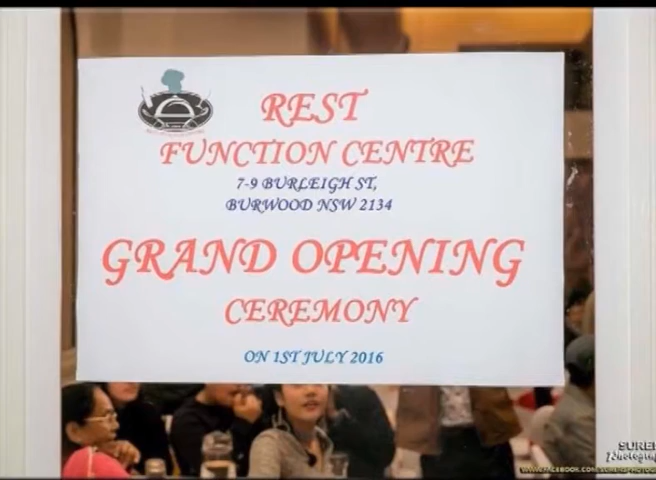 REST
FUNCTION CENTRE
7-9 BURLEIGH ST,
BURWOOD NSW 2134
GRAND OPENING
CEREMONY
ON 1ST JULY 2016